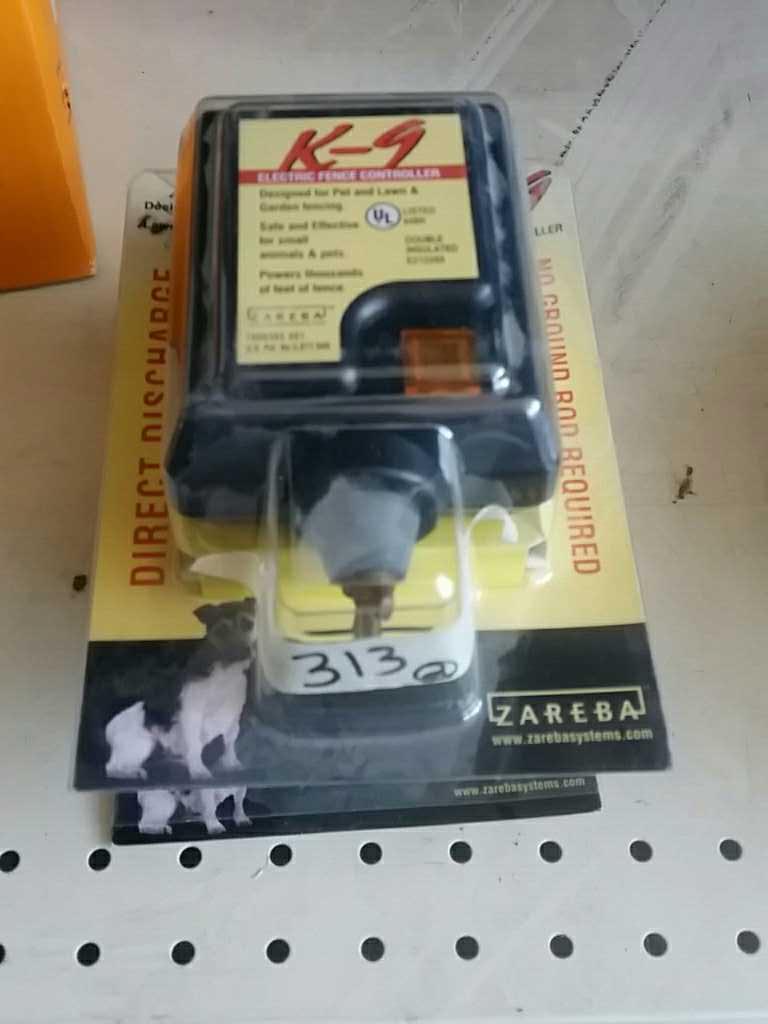 K-9
ELECTRIC FENCE CONTROLLER
Designed for Pet and Lawn &
Garden fencing.
Safe and Effective
for small
animals & pets.
Powers thousands
of feet of fence.
UL
LISTED
DOUBLE
INSULATED
ZAREBA
DIRECT DISCHARGE
NO GROUND ROD REQUIRED
LLER
313
ZAREBA
www.zarebasystems.com
www.zarebasystems.com